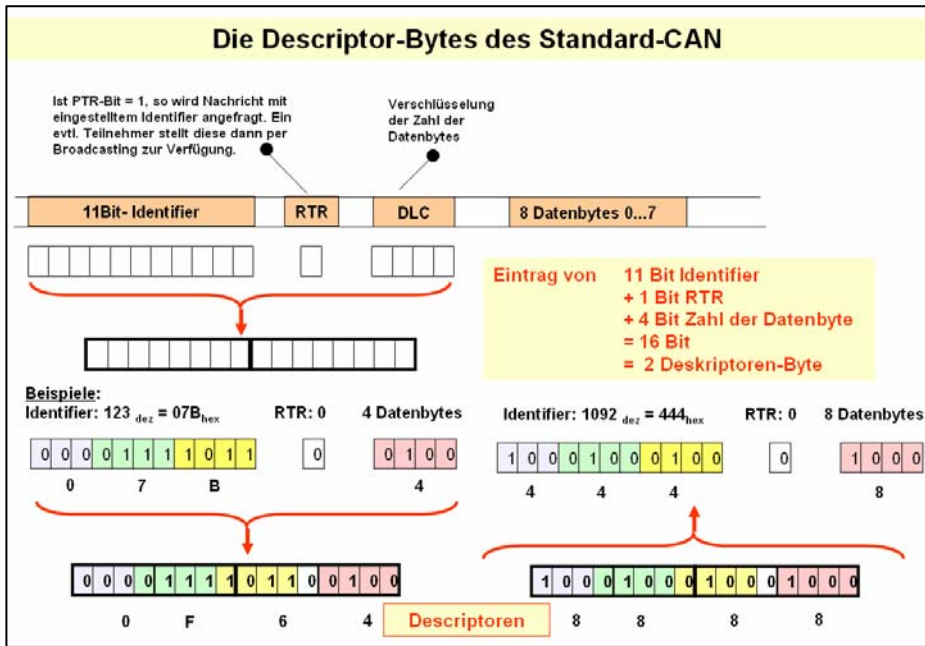 Die Descriptor-Bytes des Standard-CAN
Ist PTR-Bit = 1, so wird Nachricht mit
eingestelltem Identifier angefragt. Ein
evtl. Teilnehmer stellt diese dann per
Broadcasting zur Verfügung.
Verschlüsselung
der Zahl der
Datenbytes
11Bit- Identifier RTR DLC 8 Datenbytes 0...7
Eintrag von 11 Bit Identifier
+ 1 Bit RTR
+ 4 Bit Zahl der Datenbyte
= 16 Bit
= 2 Deskriptoren-Byte
Beispiele:
Identifier: 123 dez = 07B hex RTR: 0 4 Datenbytes
0 0 0 0 1 1 1 1 0 1 1 0 0 1 0 0
0 7 B 4
0 0 0 0 1 1 1 1 0 1 1 0 0 1 0 0
0 F 6 4
Identifier: 1092 dez = 444 hex RTR: 0 8 Datenbytes
1 0 0 0 1 0 0 0 1 0 0 0 1 0 0 0
4 4 4 8
1 0 0 0 1 0 0 0 1 0 0 0 1 0 0 0
8 8 8 8
Descriptoren